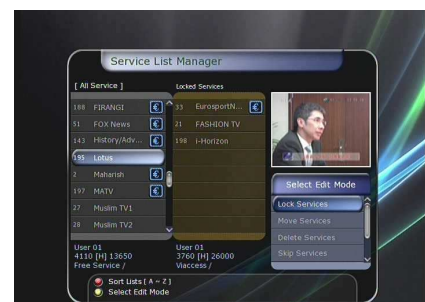 Service List Manager
[ All Service ]
Locked Services
188 FIRANGI €
51 FOX News €
143 History/Adv... €
195 Lotus
2 Maharish €
197 MATV €
27 Muslim TV1
28 Muslim TV2
33 EurosportN... €
21 FASHION TV
198 i-Horizon
Select Edit Mode
Lock Services
Move Services
Delete Services
Skip Services
User 01
4110 [H] 13650
Free Service /
User 01
3760 [H] 26000
Viaccess /
Sort Lists [ A ~ Z ]
Select Edit Mode